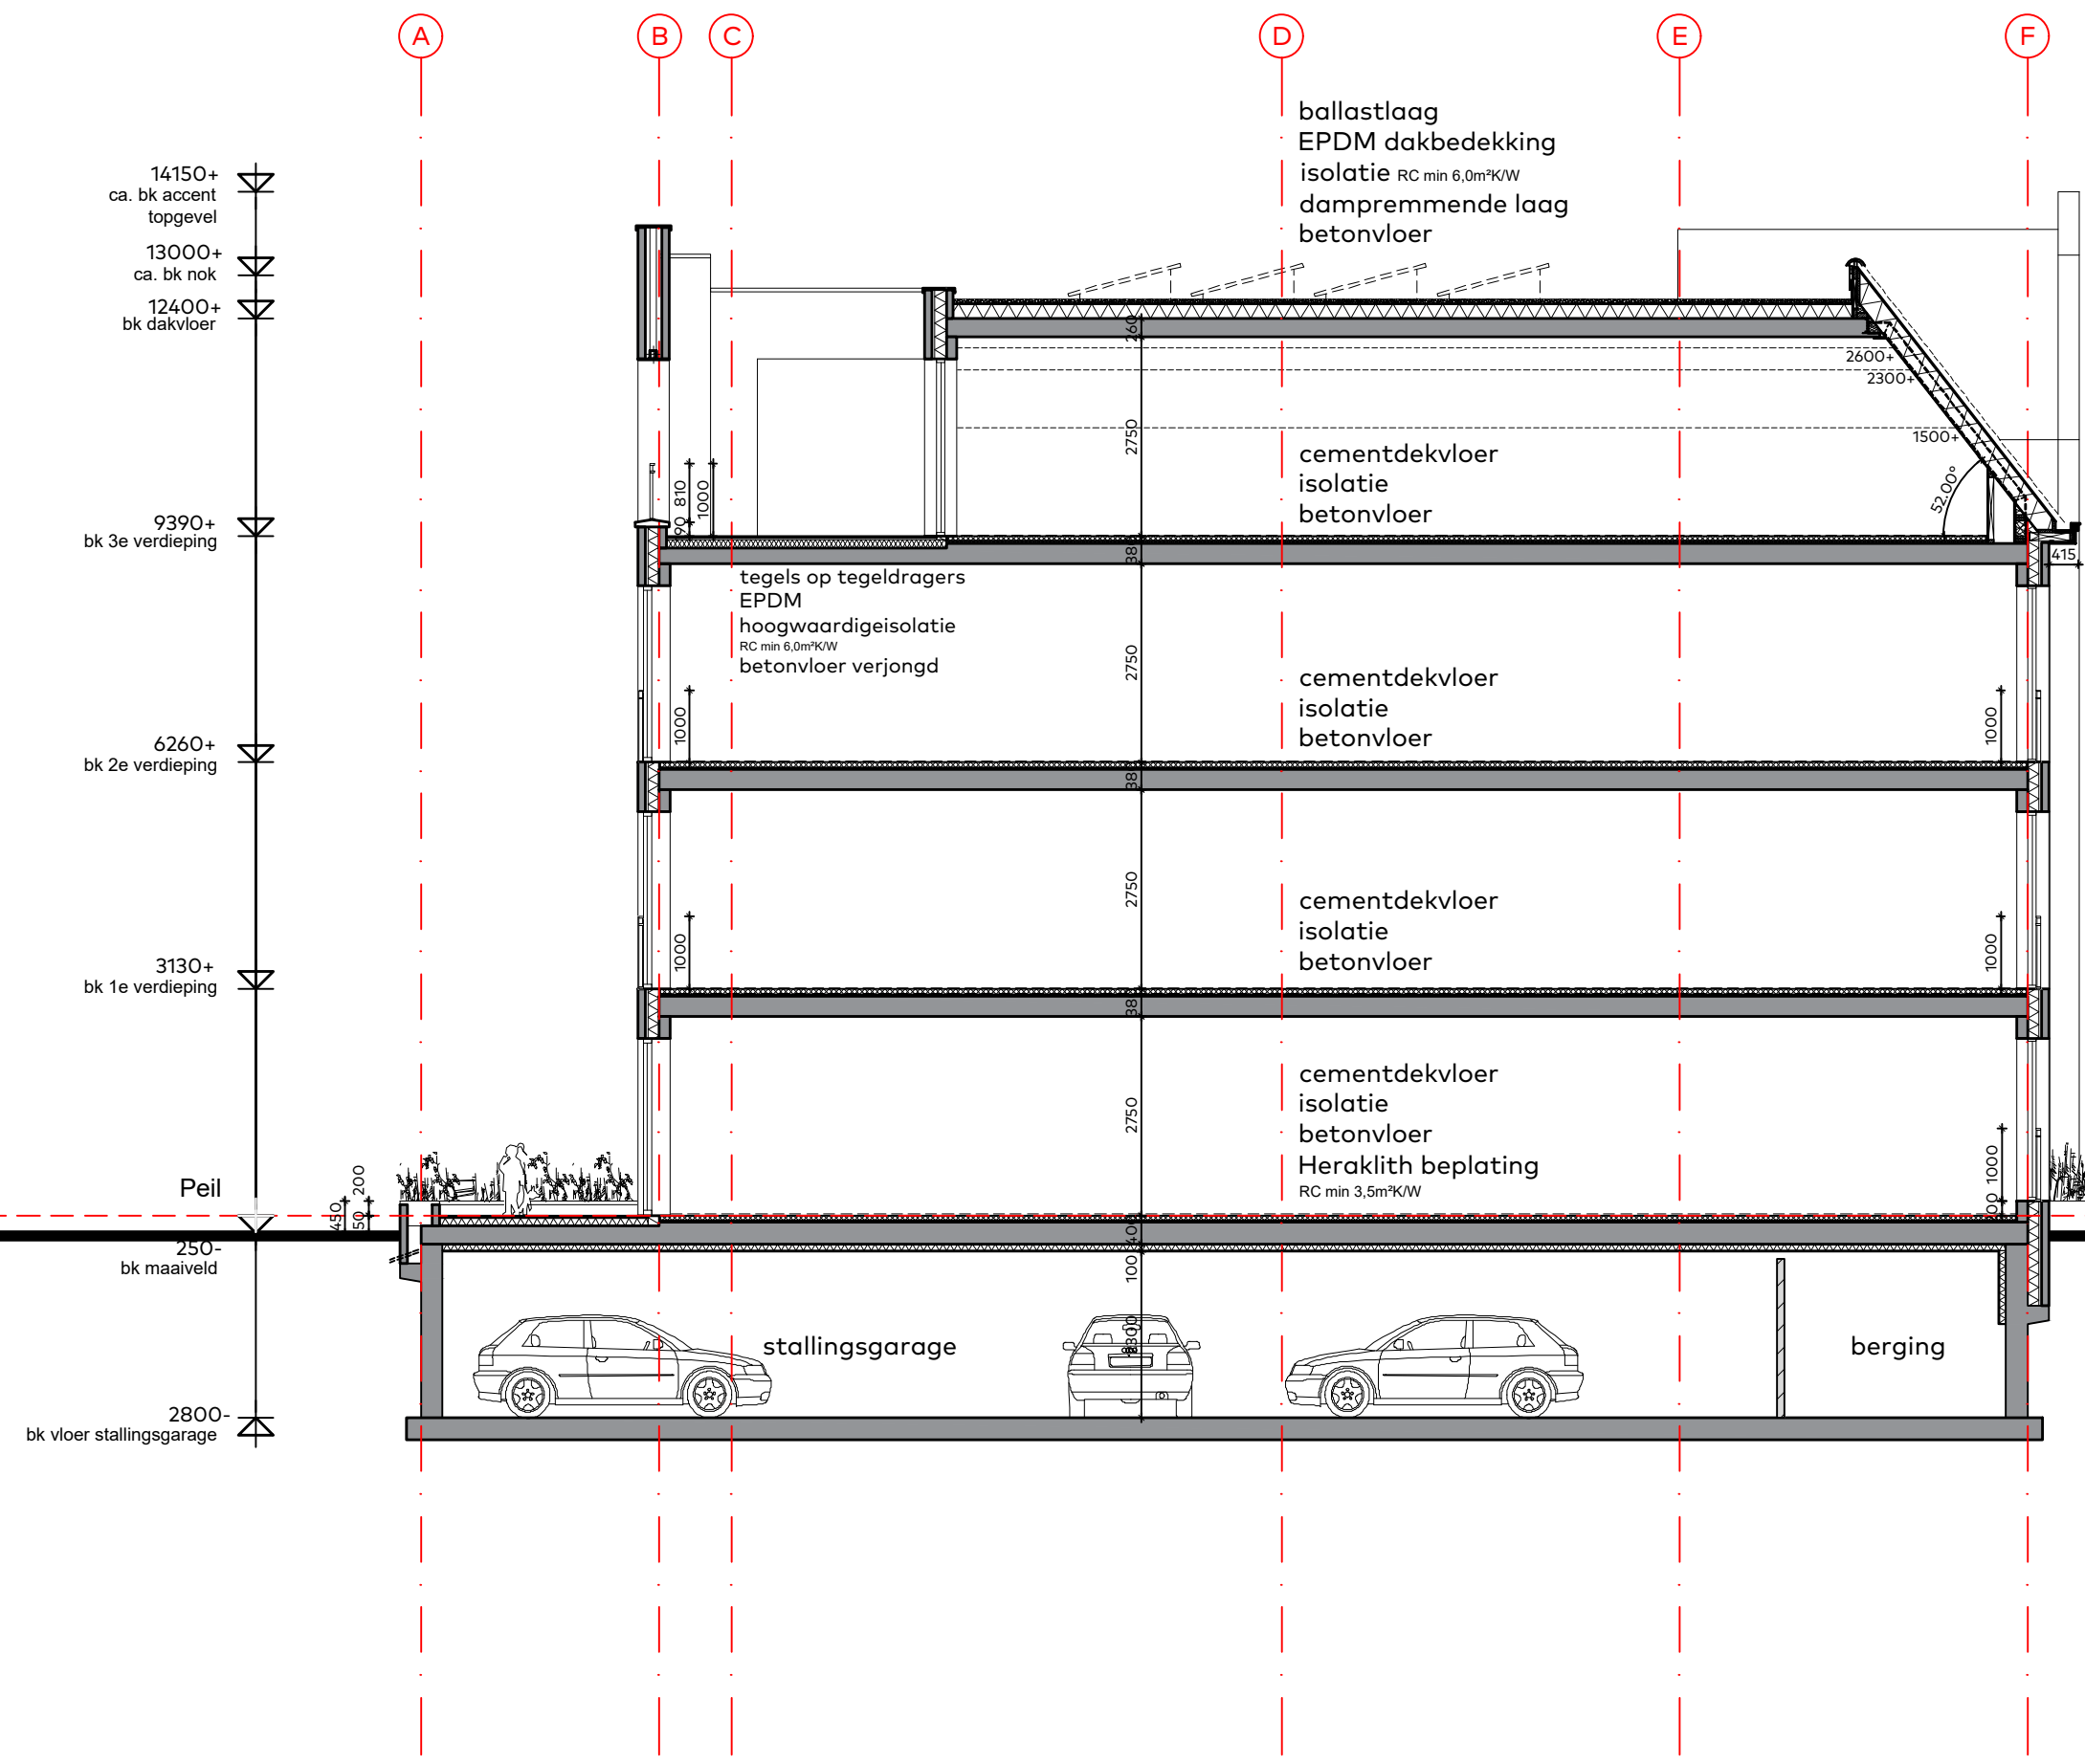 A
B
C
D
E
F
ballastlaag
EPDM dakbedekking
isolatie RC min 6,0m²K/W
dampremmende laag
betonvloer
14150+
ca. bk accent
topgevel
13000+
ca. bk nok
12400+
bk dakvloer
260
2600+
2300+
2750
1500+
52.00°
cementdekvloer
isolatie
betonvloer
810
1000
90
9390+
bk 3e verdieping
415
tegels op tegeldragers
EPDM
hoogwaardigeisolatie
RC min 6,0m²K/W
betonvloer verjongd
2750
cementdekvloer
isolatie
betonvloer
1000
1000
6260+
bk 2e verdieping
2750
cementdekvloer
isolatie
betonvloer
1000
1000
3130+
bk 1e verdieping
2750
cementdekvloer
isolatie
betonvloer
Heraklith beplating
RC min 3,5m²K/W
1000
Peil
200
450
250-
bk maaiveld
100
stallingsgarage
berging
2800-
bk vloer stallingsgarage